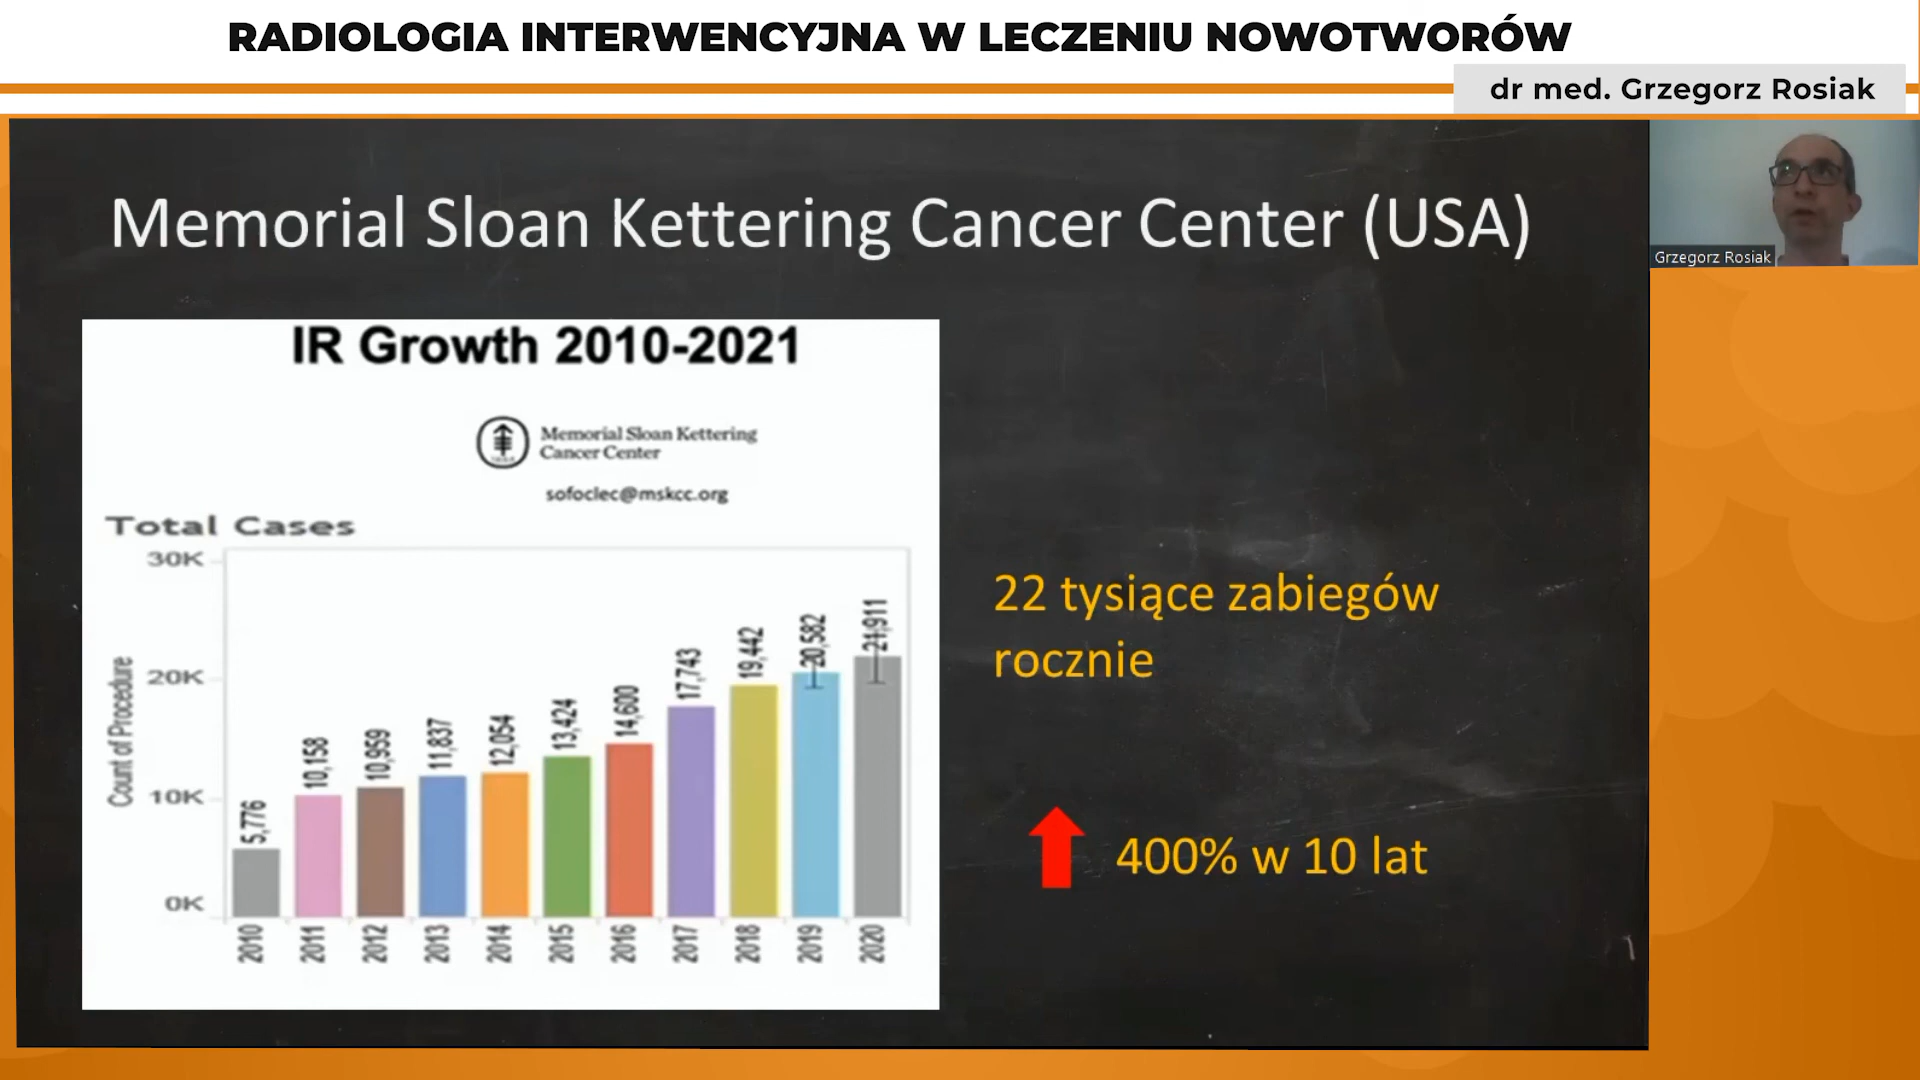 RADIOLOGIA INTERWENCYJNA W LECZENIU NOWOTWORÓW
dr med. Grzegorz Rosiak
Grzegorz Rosiak
Memorial Sloan Kettering Cancer Center (USA)
IR Growth 2010-2021
Memorial Sloan Kettering
Cancer Center
sofoclec@mskcc.org
Total Cases
Count of Procedure
30K
20K
10K
0K
5,776
10,158
10,959
11,837
12,054
13,424
14,600
17,743
19,442
20,582
21,911
2010
2011
2012
2013
2014
2015
2016
2017
2018
2019
2020
22 tysiące zabiegów
rocznie
400% w 10 lat